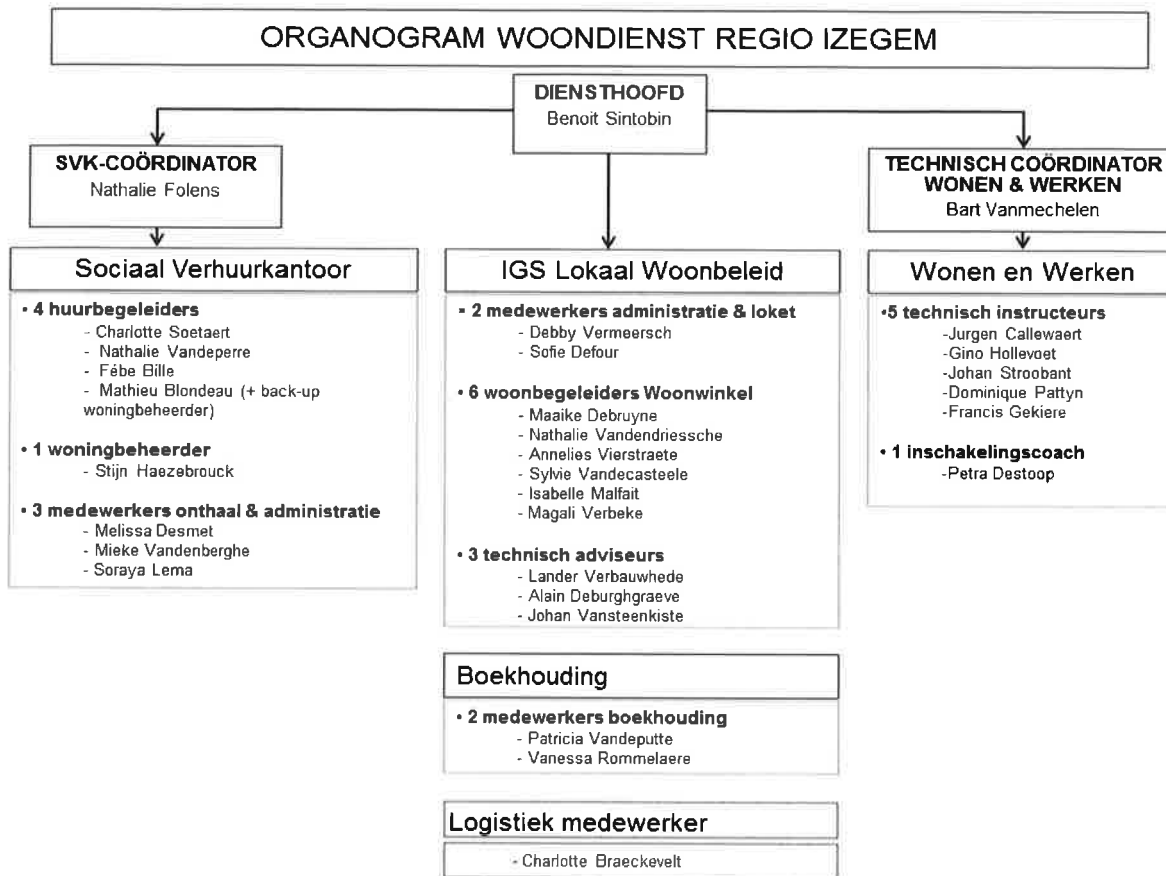 ORGANOGRAM WOONDIENST REGIO IZEGEM
DIENSTHOOFD
Benoit Sintobin
SVK-COÖRDINATOR
Nathalie Folens
TECHNISCH COÖRDINATOR
WONEN & WERKEN
Bart Vanmechelen
Sociaal Verhuurkantoor
• 4 huurbegeleiders
- Charlotte Soetaert
- Nathalie Vandeperre
- Fébe Bille
- Mathieu Blondeau (+ back-up
woningbeheerder)
• 1 woningbeheerder
- Stijn Haezebrouck
• 3 medewerkers onthaal & administratie
- Melissa Desmet
- Mieke Vandenberghe
- Soraya Lema
IGS Lokaal Woonbeleid
▪ 2 medewerkers administratie & loket
- Debby Vermeersch
- Sofie Defour
• 6 woonbegeleiders Woonwinkel
- Maaike Debruyne
- Nathalie Vandendriessche
- Annelies Vierstraete
- Sylvie Vandecasteele
- Isabelle Malfait
- Magali Verbeke
• 3 technisch adviseurs
- Lander Verbauwhede
- Alain Deburghgraeve
- Johan Vansteenkiste
Wonen en Werken
•5 technisch instructeurs
-Jurgen Callewaert
-Gino Hollevoet
-Johan Stroobant
-Dominique Pattyn
-Francis Gekiere
• 1 inschakelingscoach
-Petra Destoop
Boekhouding
• 2 medewerkers boekhouding
- Patricia Vandeputte
- Vanessa Rommelaere
Logistiek medewerker
- Charlotte Braeckevelt